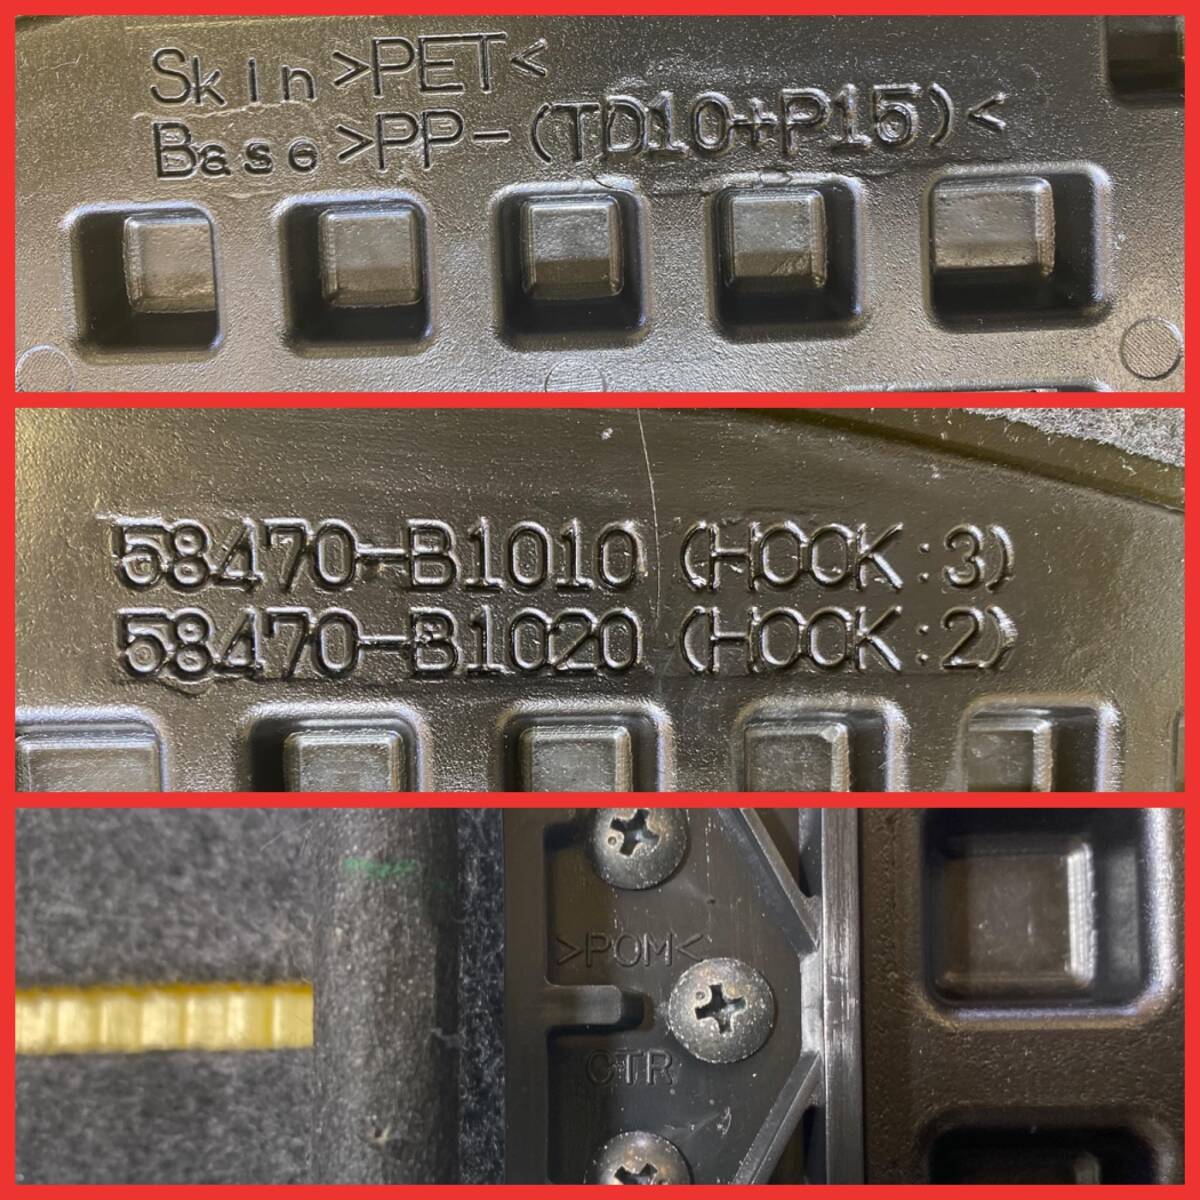 Skin >PET<
Base >PP-(TD10+P15)<
58470-B1010 (HOOK:3)
58470-B1020 (HOOK:2)
>POM<
CTR